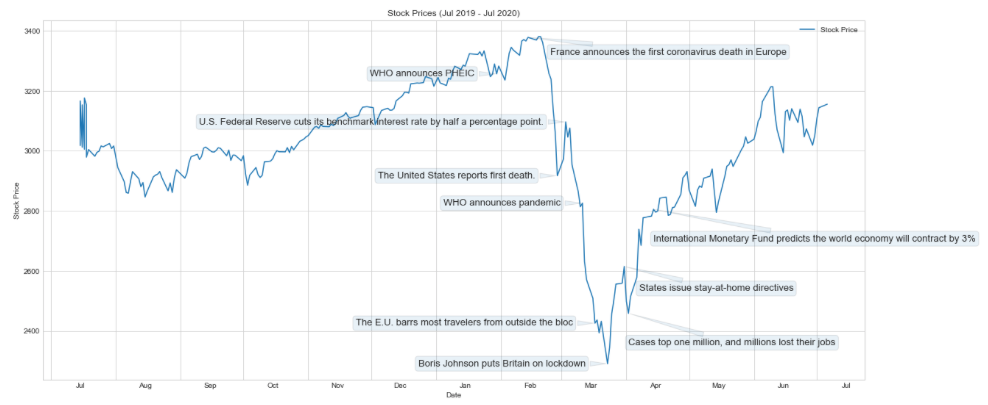 Stock Prices (Jul 2019 - Jul 2020)
Stock Price
3400
France announces the first coronavirus death in Europe
WHO announces PHEIC
3200
U.S. Federal Reserve cuts its benchmark interest rate by half a percentage point.
3000
The United States reports first death.
Stock Price
WHO announces pandemic
2800
International Monetary Fund predicts the world economy will contract by 3%
2600
States issue stay-at-home directives
The E.U. barrs most travelers from outside the bloc
2400
Cases top one million, and millions lost their jobs
Boris Johnson puts Britain on lockdown
Jul Aug Sep Oct Nov Dec Jan Feb Mar Apr May Jun Jul
Date